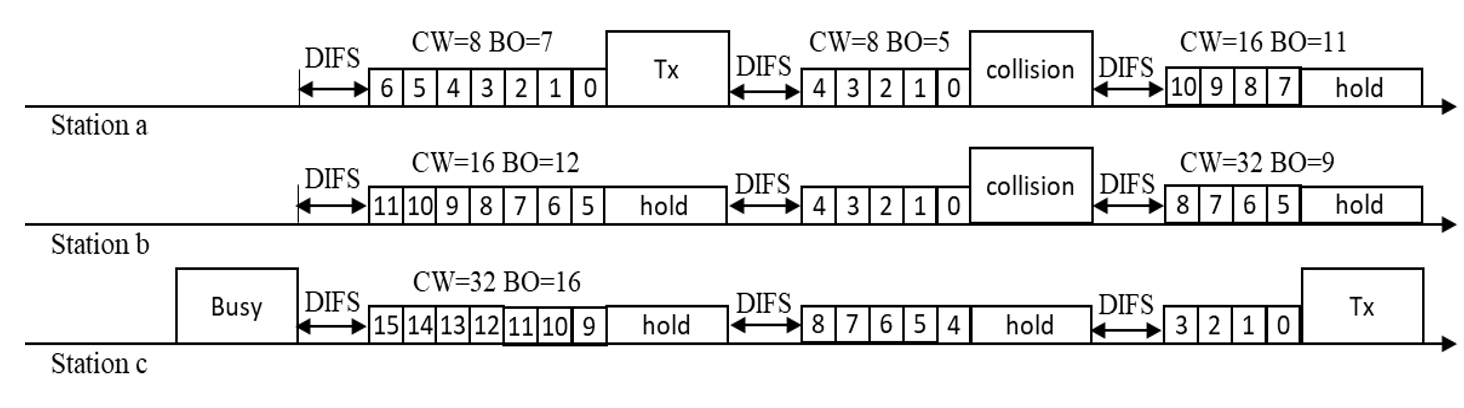 CW=8 BO=7 CW=8 BO=5 CW=16 BO=11
DIFS 6 5 4 3 2 1 0 Tx DIFS 4 3 2 1 0 collision DIFS 10 9 8 7 hold
Station a
CW=16 BO=12 CW=32 BO=9
DIFS 11 10 9 8 7 6 5 hold DIFS 4 3 2 1 0 collision DIFS 8 7 6 5 hold
Station b
CW=32 BO=16
Busy DIFS 15 14 13 12 11 10 9 hold DIFS 8 7 6 5 4 hold DIFS 3 2 1 0 Tx
Station c